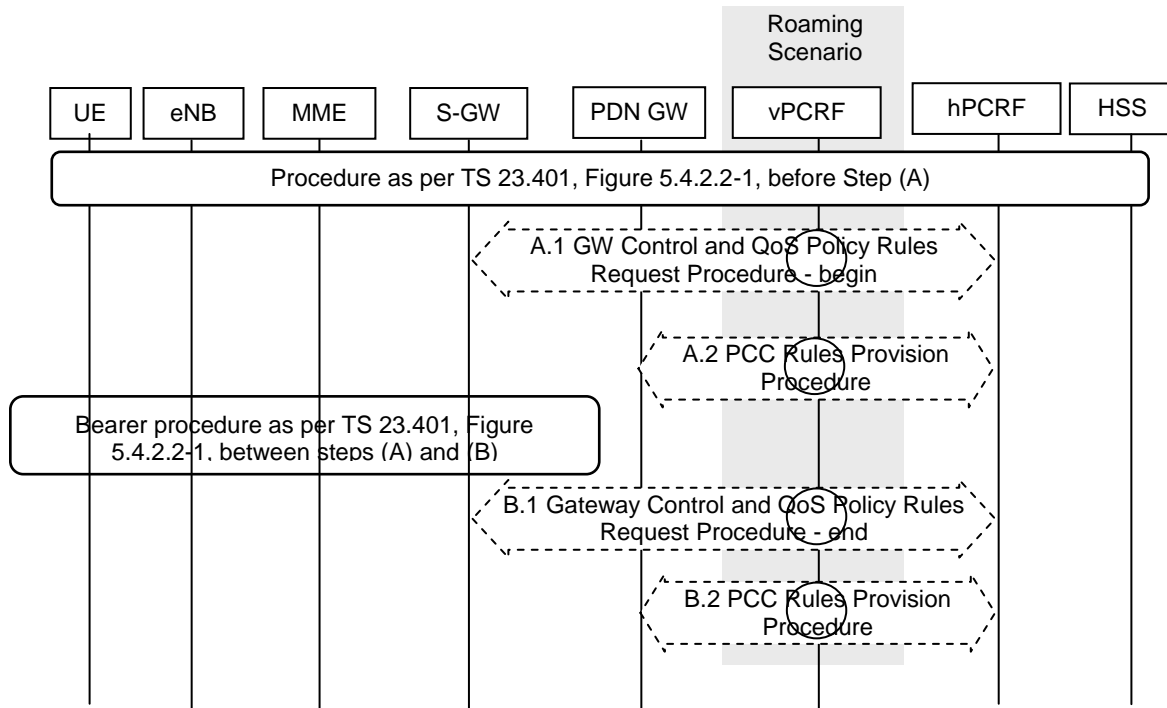 Roaming
Scenario
UE
eNB
MME
S-GW
PDN GW
vPCRF
hPCRF
HSS
Procedure as per TS 23.401, Figure 5.4.2.2-1, before Step (A)
A.1 GW Control and QoS Policy Rules
Request Procedure - begin
A.2 PCC Rules Provision
Procedure
Bearer procedure as per TS 23.401, Figure
5.4.2.2-1, between steps (A) and (B)
B.1 Gateway Control and QoS Policy Rules
Request Procedure - end
B.2 PCC Rules Provision
Procedure